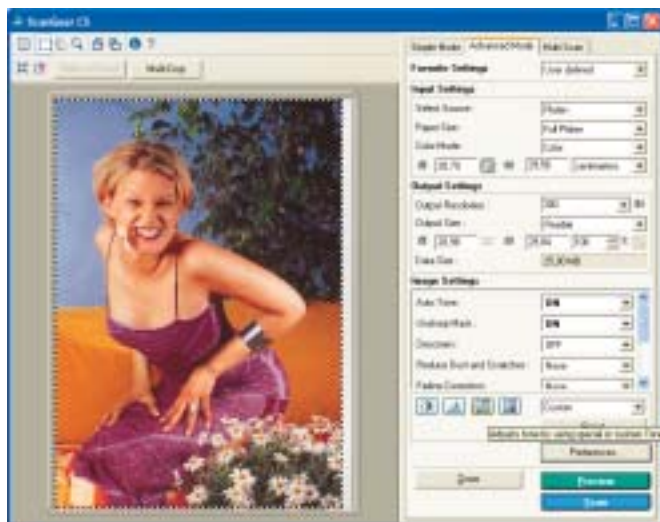 ScanGear CS
Simple Mode Advanced Mode Multi-Scan
Multi-Crop
Favorite Settings User defined
Input Settings
Select Source: Platen
Paper Size: Full Platen
Color Mode: Color
Output Settings
Output Resolution: 300
Output Size: Flexible
Data Size:
Image Settings
Auto Tone: ON
Unsharp Mask: ON
Descreen: OFF
Reduce Dust and Scratches: None
Fading Correction: None
Custom
Preferences
Zoom Preview
Scan